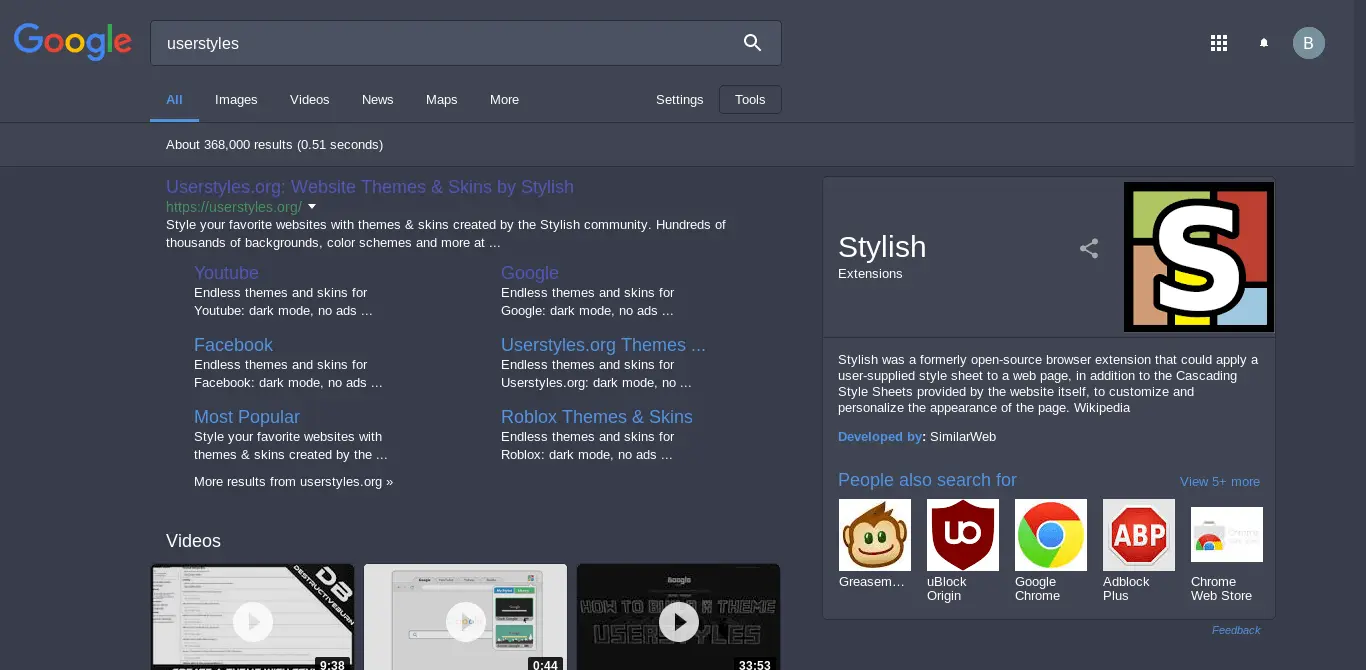 Google
userstyles
B
All Images Videos News Maps More Settings Tools
About 368,000 results (0.51 seconds)
Userstyles.org: Website Themes & Skins by Stylish
https://userstyles.org/
Style your favorite websites with themes & skins created by the Stylish community. Hundreds of
thousands of backgrounds, color schemes and more at ...
Youtube
Endless themes and skins for
Youtube: dark mode, no ads ...
Google
Endless themes and skins for
Google: dark mode, no ads ...
Facebook
Endless themes and skins for
Facebook: dark mode, no ads ...
Userstyles.org Themes ...
Endless themes and skins for
Userstyles.org: dark mode, no ...
Most Popular
Style your favorite websites with
themes & skins created by the ...
Roblox Themes & Skins
Endless themes and skins for
Roblox: dark mode, no ads ...
More results from userstyles.org »
Videos
DB
DESTRUCTIVEBURN
9:38
Google
0:44
Google
HOW TO BUILD A THEME
USERSTYLES
33:53
Stylish
Extensions
S
Stylish was a formerly open-source browser extension that could apply a
user-supplied style sheet to a web page, in addition to the Cascading
Style Sheets provided by the website itself, to customize and
personalize the appearance of the page. Wikipedia
Developed by: SimilarWeb
People also search for
View 5+ more
uo
ABP
Greasem…
uBlock
Origin
Google
Chrome
Adblock
Plus
Chrome
Web Store
Feedback